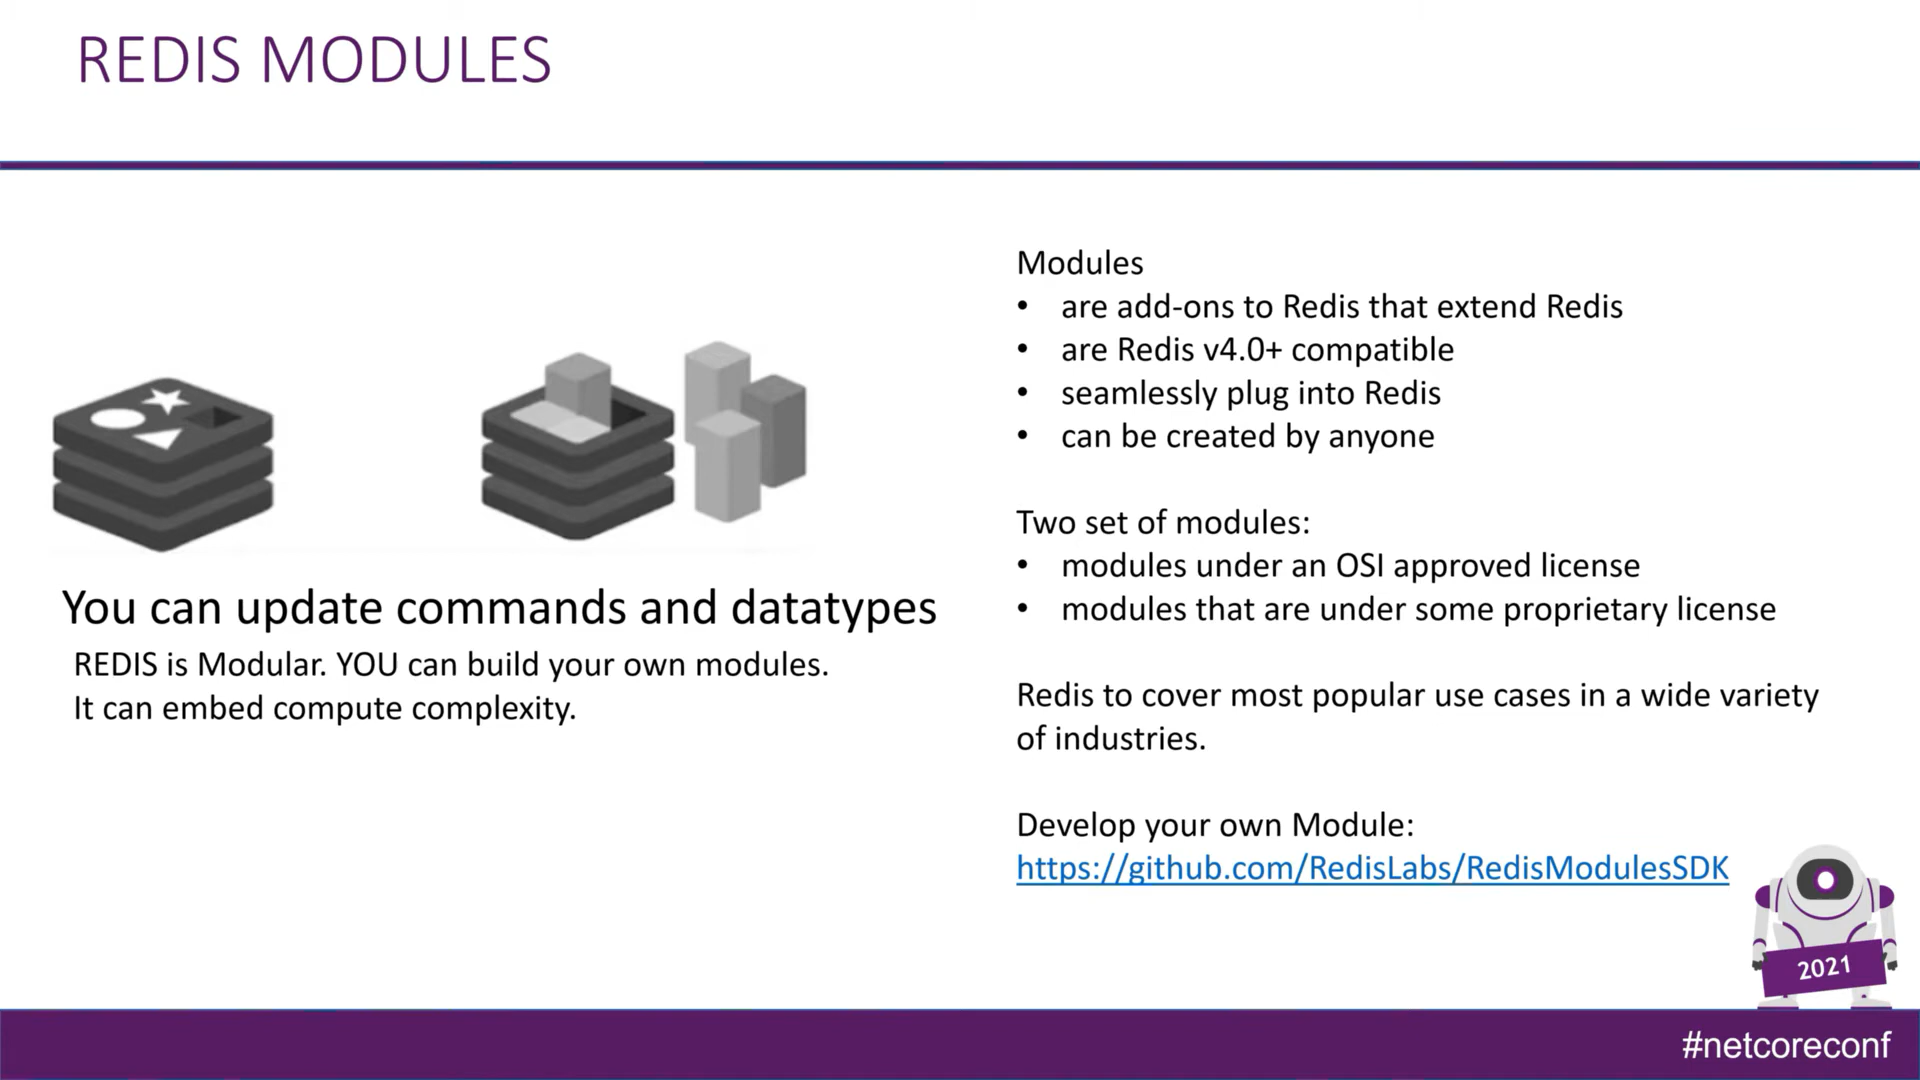 REDIS MODULES
You can update commands and datatypes
REDIS is Modular. YOU can build your own modules.
It can embed compute complexity.
Modules
• are add-ons to Redis that extend Redis
• are Redis v4.0+ compatible
• seamlessly plug into Redis
• can be created by anyone
Two set of modules:
• modules under an OSI approved license
• modules that are under some proprietary license
Redis to cover most popular use cases in a wide variety
of industries.
Develop your own Module:
https://github.com/RedisLabs/RedisModulesSDK
2021
#netcoreconf